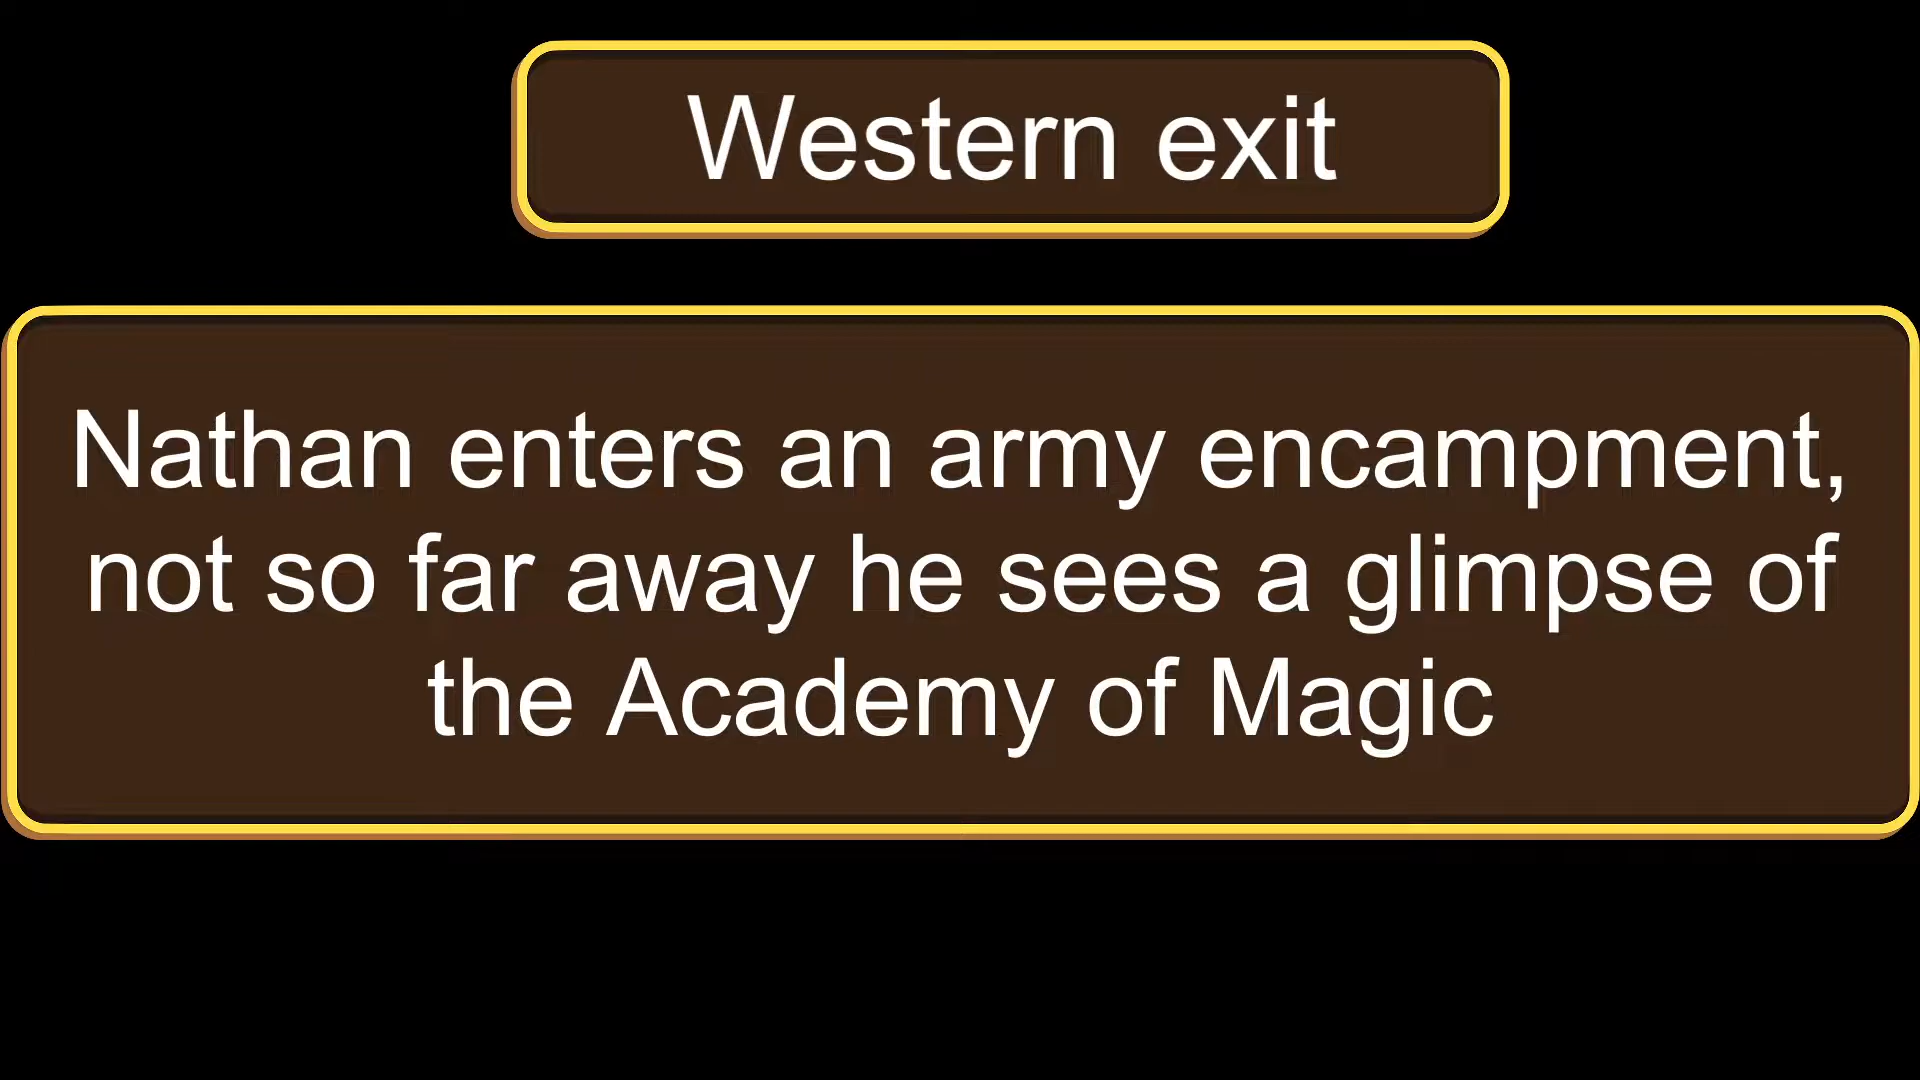 Western exit
Nathan enters an army encampment,
not so far away he sees a glimpse of
the Academy of Magic